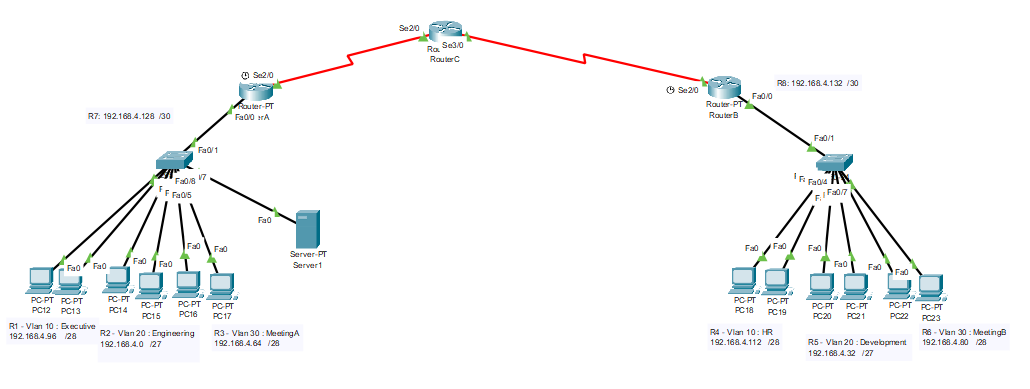 Se2/0
Se3/0
RouterC
Se2/0
Router-PT
Fa0/0
rA
R7: 192.168.4.128 /30
Fa0/1
Se2/0
Router-PT
RouterB
Fa0/0
R8: 192.168.4.132 /30
Fa0/1
Fa0/6
/7
Fa0/5
Fa0
Server-PT
Server1
Fa0/4
Fa0/7
Fa0
Fa0
Fa0
Fa0
Fa0
Fa0
PC-PT
PC12
PC-PT
PC13
PC-PT
PC14
PC-PT
PC15
PC-PT
PC16
PC-PT
PC17
R1 - Vlan 10 : Executive
192.168.4.96 /28
R2 - Vlan 20 : Engineering
192.168.4.0 /27
R3 - Vlan 30 : MeetingA
192.168.4.64 /28
Fa0
Fa0
Fa0
Fa0
Fa0
Fa0
PC-PT
PC18
PC-PT
PC19
PC-PT
PC20
PC-PT
PC21
PC-PT
PC22
PC-PT
PC23
R4 - Vlan 10 : HR
192.168.4.112 /28
R5 - Vlan 20 : Development
192.168.4.32 /27
R6 - Vlan 30 : MeetingB
192.168.4.80 /28